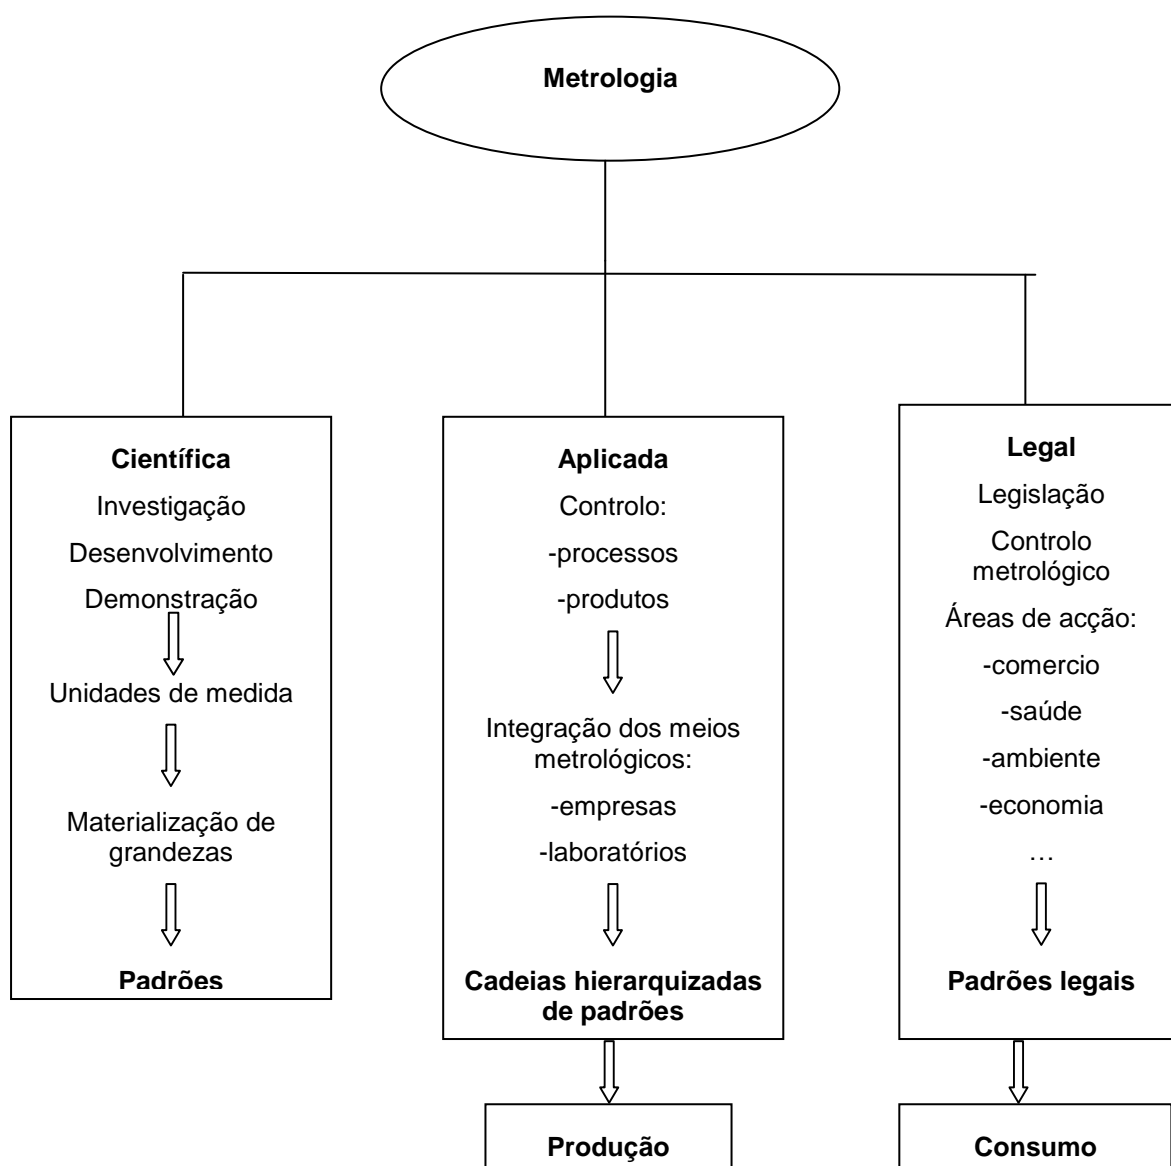 Metrologia
Científica
Investigação
Desenvolvimento
Demonstração
Unidades de medida
Materialização de
grandezas
Padrões
Aplicada
Controlo:
-processos
-produtos
Integração dos meios
metrológicos:
-empresas
-laboratórios
Cadeias hierarquizadas
de padrões
Produção
Legal
Legislação
Controlo
metrológico
Áreas de acção:
-comercio
-saúde
-ambiente
-economia
…
Padrões legais
Consumo